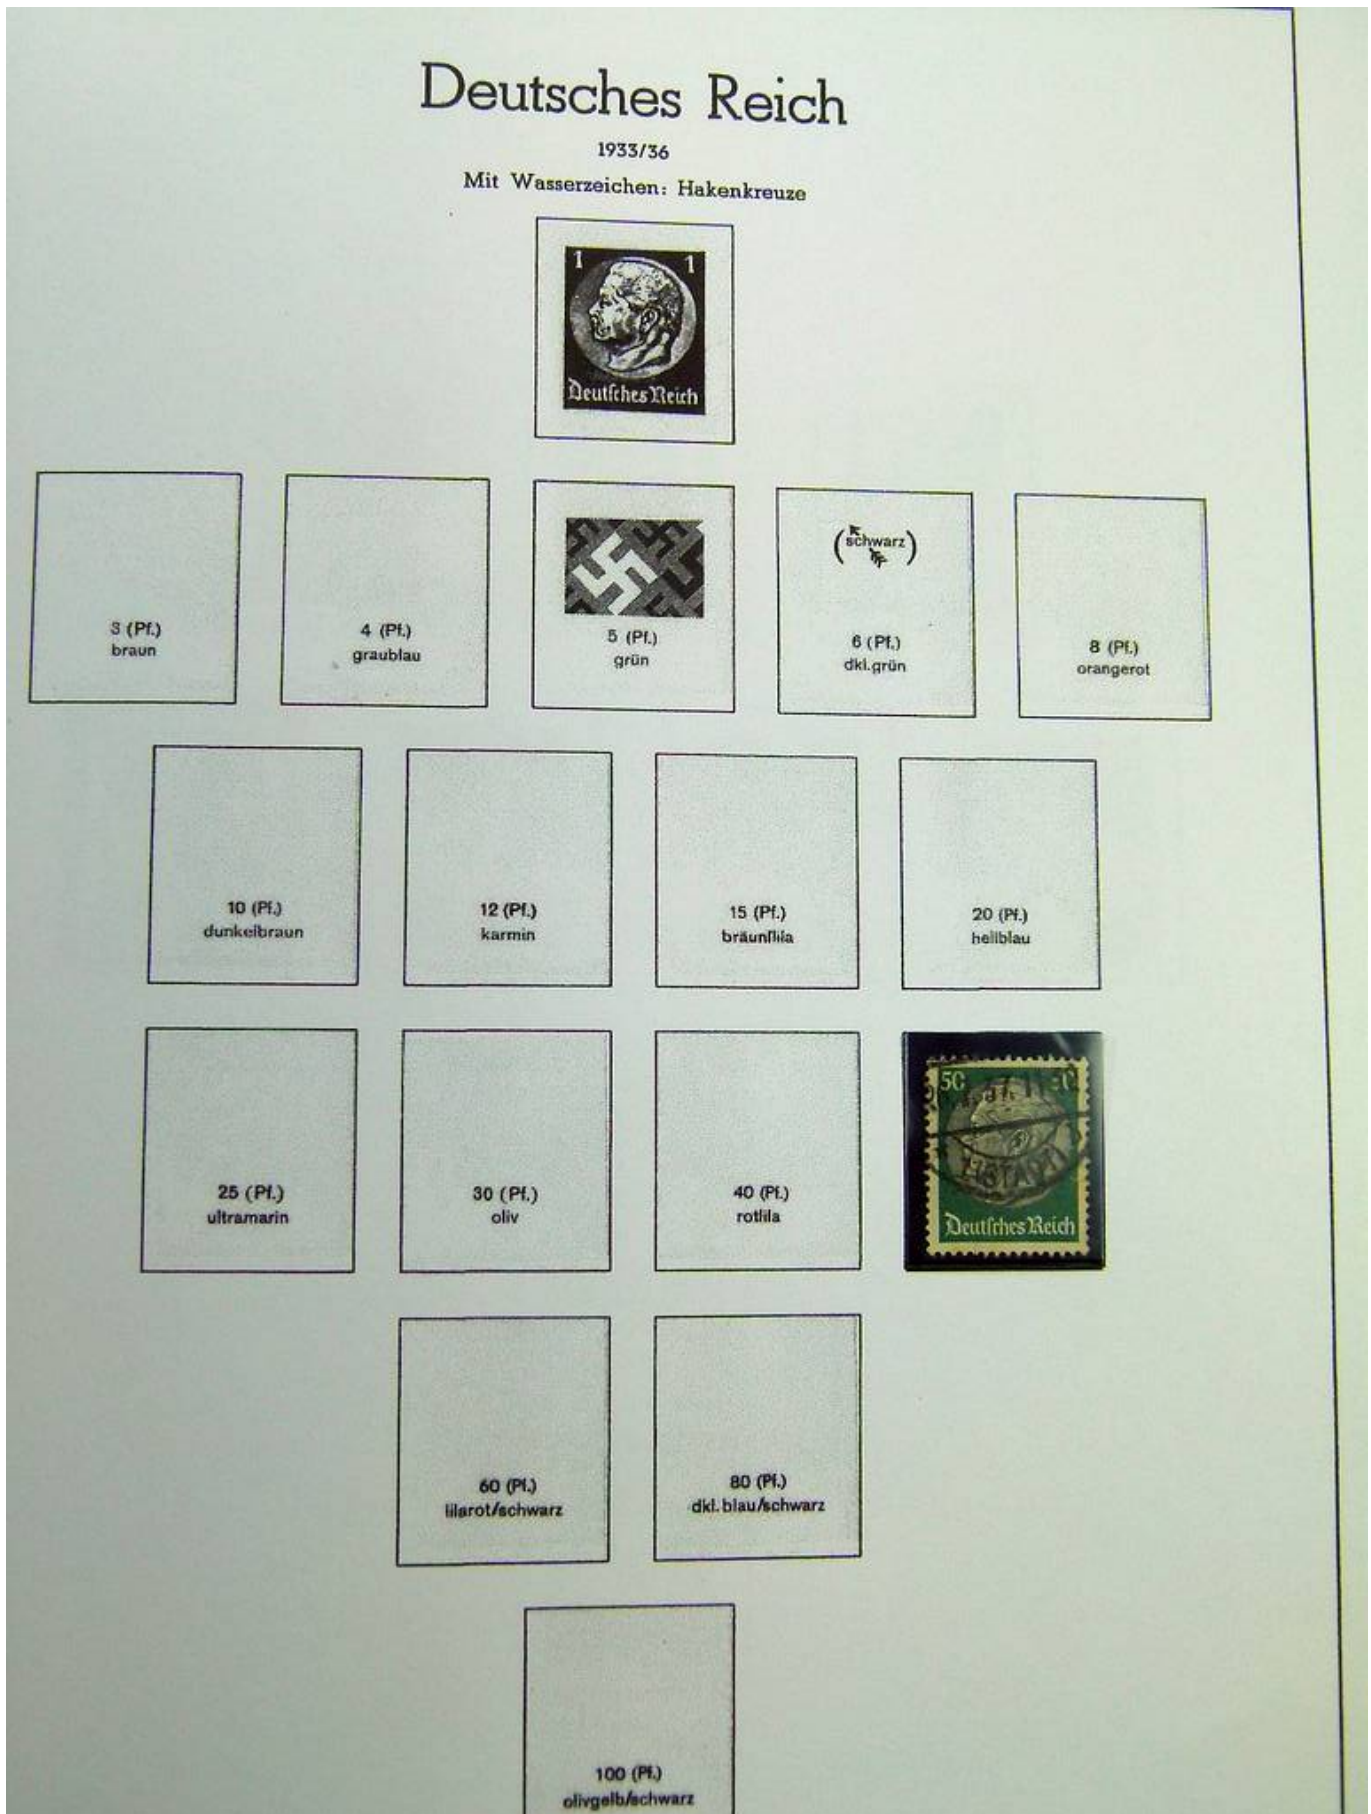 Deutsches Reich
1933/36
Mit Wasserzeichen: Hakenkreuze
1 1
Deutsches Reich
3 (Pf.)
braun
4 (Pf.)
graublau
5 (Pf.)
grün
(schwarz)
6 (Pf.)
dkl.grün
8 (Pf.)
orangerot
10 (Pf.)
dunkelbraun
12 (Pf.)
karmin
15 (Pf.)
bräunllila
20 (Pf.)
hellblau
25 (Pf.)
ultramarin
30 (Pf.)
oliv
40 (Pf.)
rotlila
50
Deutsches Reich
60 (Pf.)
lilarot/schwarz
80 (Pf.)
dkl. blau/schwarz
100 (Pf.)
olivgelb/schwarz